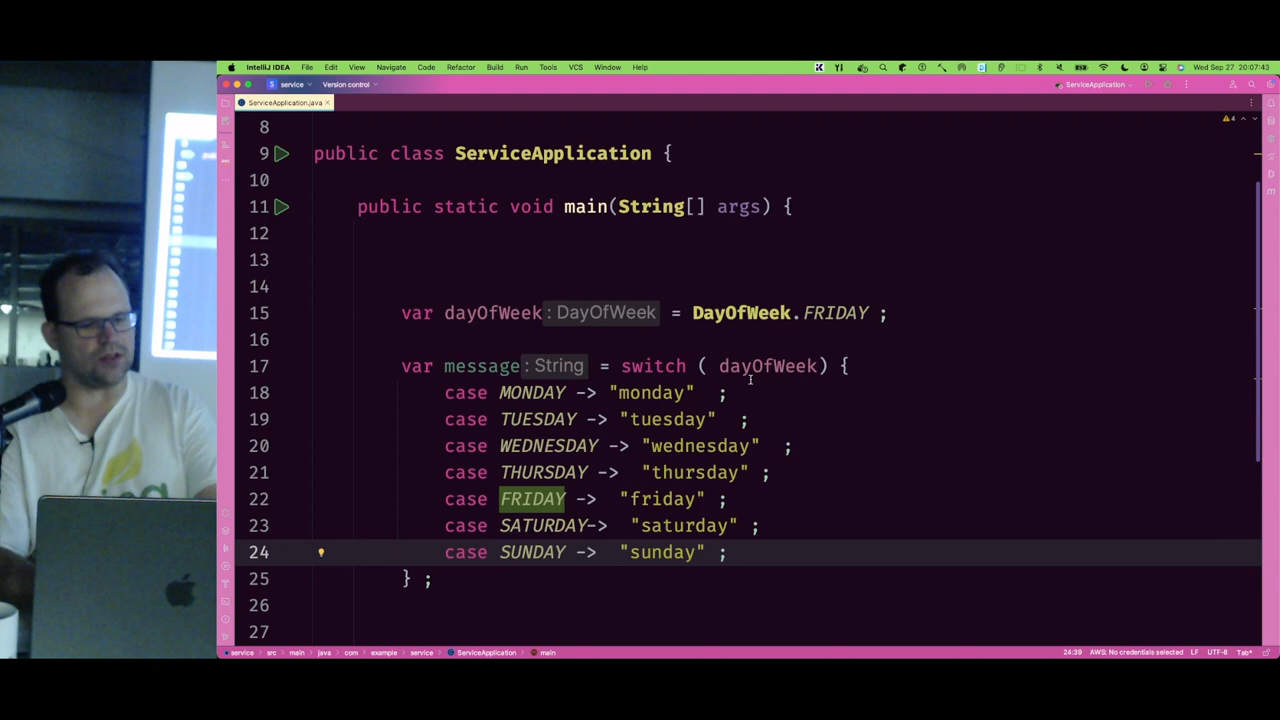 IntelliJ IDEA File Edit View Navigate Code Refactor Build Run Tools VCS Window Help Wed Sep 27 20:07:43
S service Version control ServiceApplication
ServiceApplication.java
4
8
9 public class ServiceApplication {
10
11 public static void main(String[] args) {
12
13
14
15 var dayOfWeek : DayOfWeek = DayOfWeek.FRIDAY ;
16
17 var message : String = switch ( dayOfWeek) {
18 case MONDAY -> "monday" ;
19 case TUESDAY -> "tuesday" ;
20 case WEDNESDAY -> "wednesday" ;
21 case THURSDAY -> "thursday" ;
22 case FRIDAY -> "friday" ;
23 case SATURDAY-> "saturday" ;
24 case SUNDAY -> "sunday" ;
25 } ;
26
27
service src main java com example service ServiceApplication main 24:39 AWS: No credentials selected LF UTF-8 Tab*